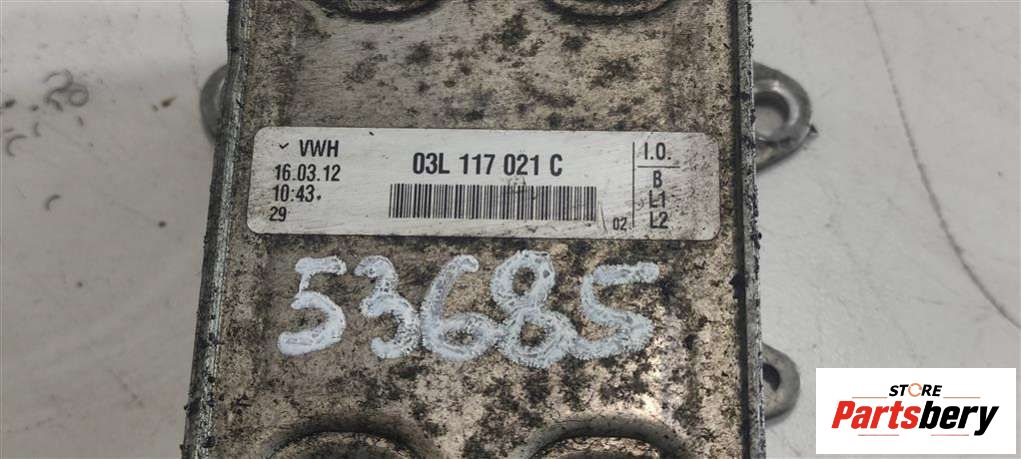 VWH
16.03.12
10:43
29
03L 117 021 C
02
I.O.
B
L1
L2
53685
STORE
Partsbery